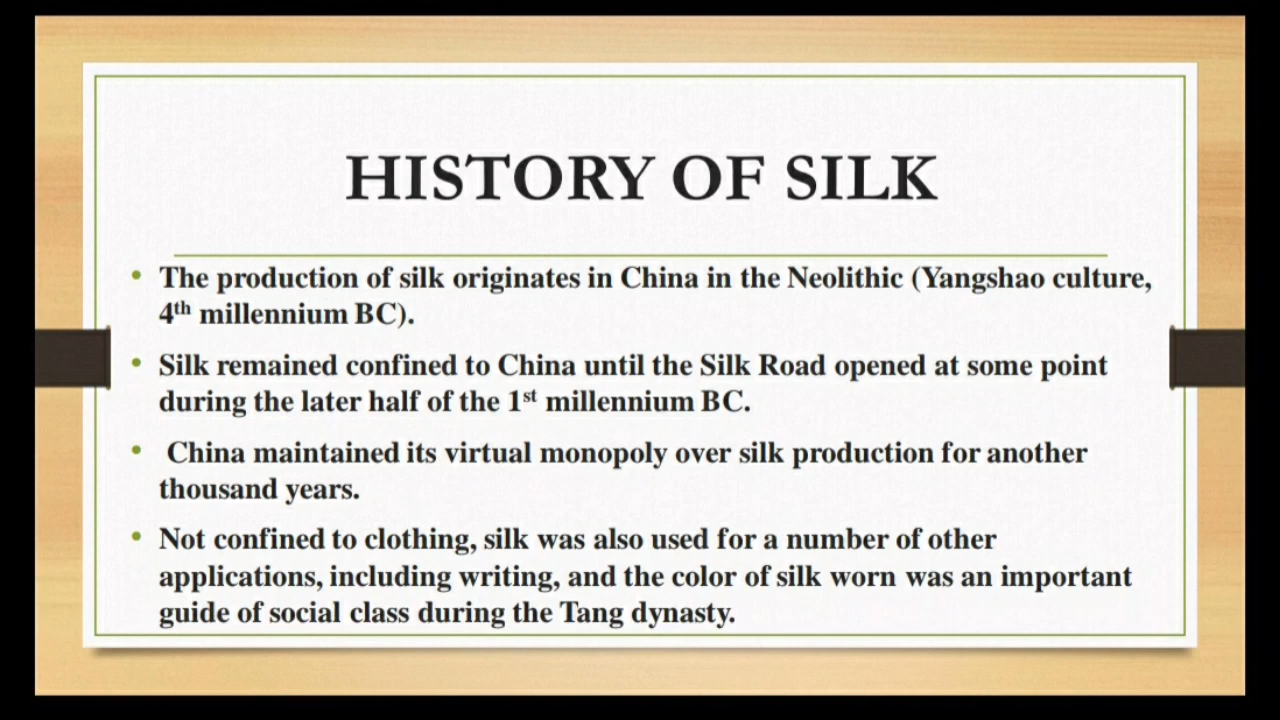 HISTORY OF SILK
• The production of silk originates in China in the Neolithic (Yangshao culture,
4th millennium BC).
• Silk remained confined to China until the Silk Road opened at some point
during the later half of the 1st millennium BC.
• China maintained its virtual monopoly over silk production for another
thousand years.
• Not confined to clothing, silk was also used for a number of other
applications, including writing, and the color of silk worn was an important
guide of social class during the Tang dynasty.